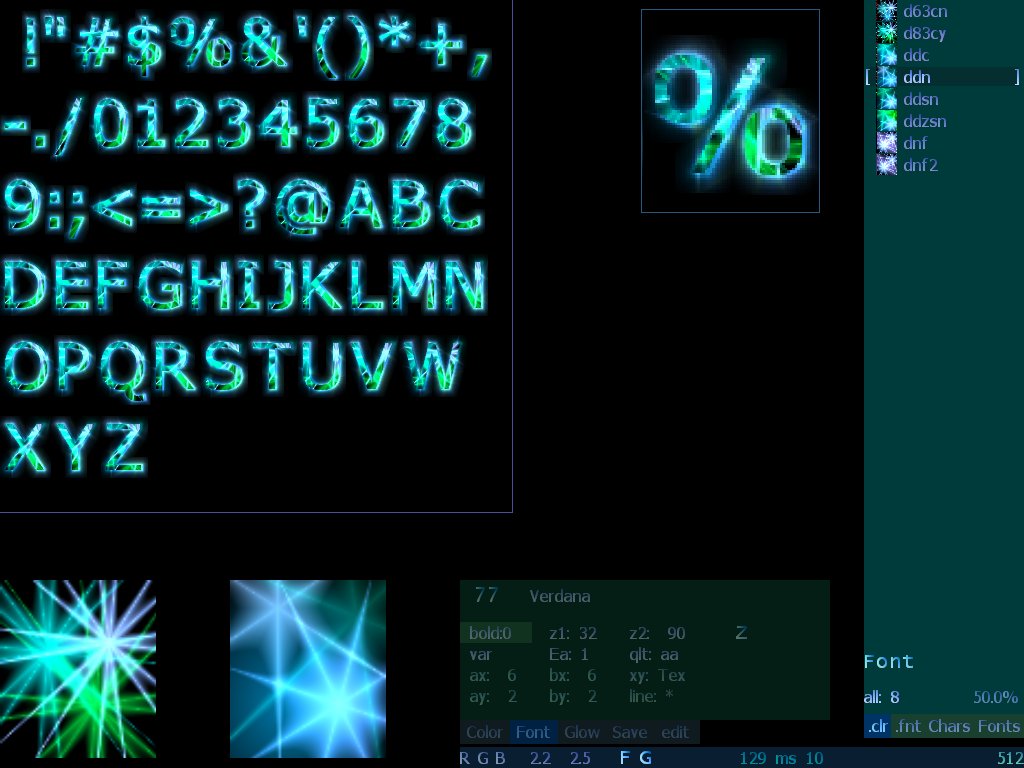 !"#$%&'()*+,
-./012345678
9:;<=>?@ABC
DEFGHIJKLMN
OPQRSTUVW
XYZ
%
d63cn
d83cy
ddc
[ ddn ]
ddsn
ddzsn
dnf
dnf2
77 Verdana
bold:0 z1: 32 z2: 90 Z
var Ea: 1 qlt: aa
ax: 6 bx: 6 xy: Tex
ay: 2 by: 2 line: *
Color Font Glow Save edit
R G B 2.2 2.5 F G 129 ms 10 512
Font
all: 8 50.0%
.clr .fnt Chars Fonts